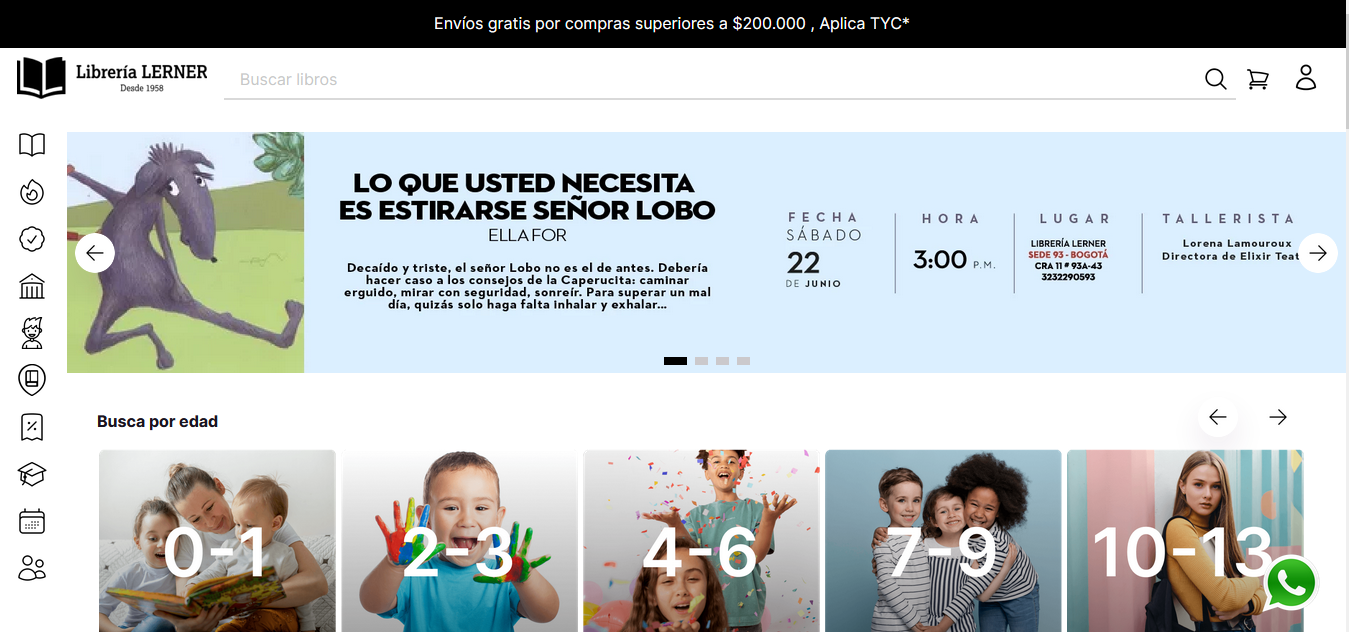 Envíos gratis por compras superiores a $200.000 , Aplica TYC*
Librería LERNER
Desde 1958
Buscar libros
LO QUE USTED NECESITA
ES ESTIRARSE SEÑOR LOBO
ELLA FOR
Decaído y triste, el señor Lobo no es el de antes. Debería
hacer caso a los consejos de la Caperucita: caminar
erguido, mirar con seguridad, sonreír. Para superar un mal
día, quizás solo haga falta inhalar y exhalar...
FECHA
SÁBADO
22
DE JUNIO
HORA
3:00 P.M.
LUGAR
LIBRERÍA LERNER
SEDE 93 - BOGOTÁ
CRA 11 # 93A-43
3232290593
TALLERISTA
Lorena Lamouroux
Directora de Elixir Teat
Busca por edad
0-1
2-3
4-6
7-9
10-13